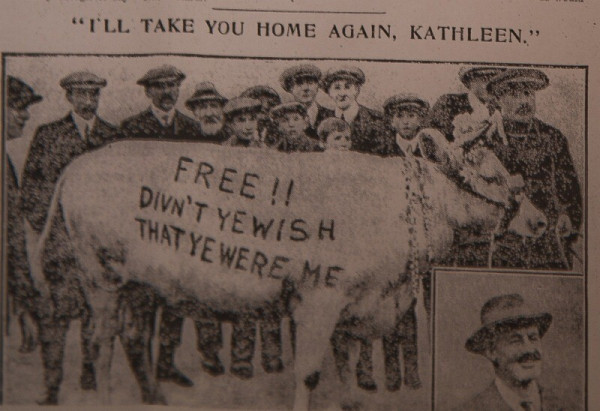 "I'LL TAKE YOU HOME AGAIN, KATHLEEN."
FREE!!
DIVN'T YE WISH
THAT YE WERE ME